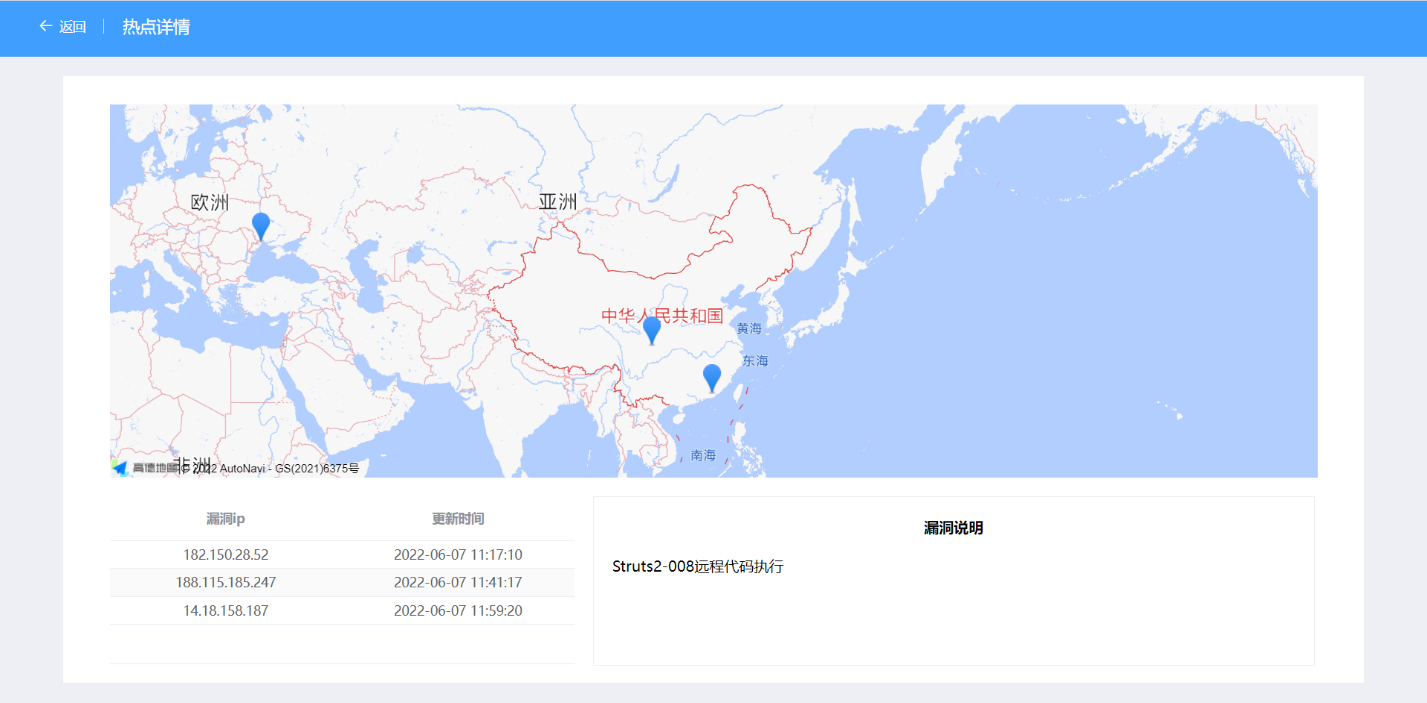 返回
热点详情
欧洲
亚洲
中华人民共和国
黄海
东海
南海
非洲
高德地图© 2022 AutoNavi - GS(2021)6375号
漏洞ip 更新时间
182.150.28.52 2022-06-07 11:17:10
188.115.185.247 2022-06-07 11:41:17
14.18.158.187 2022-06-07 11:59:20
漏洞说明
Struts2-008远程代码执行